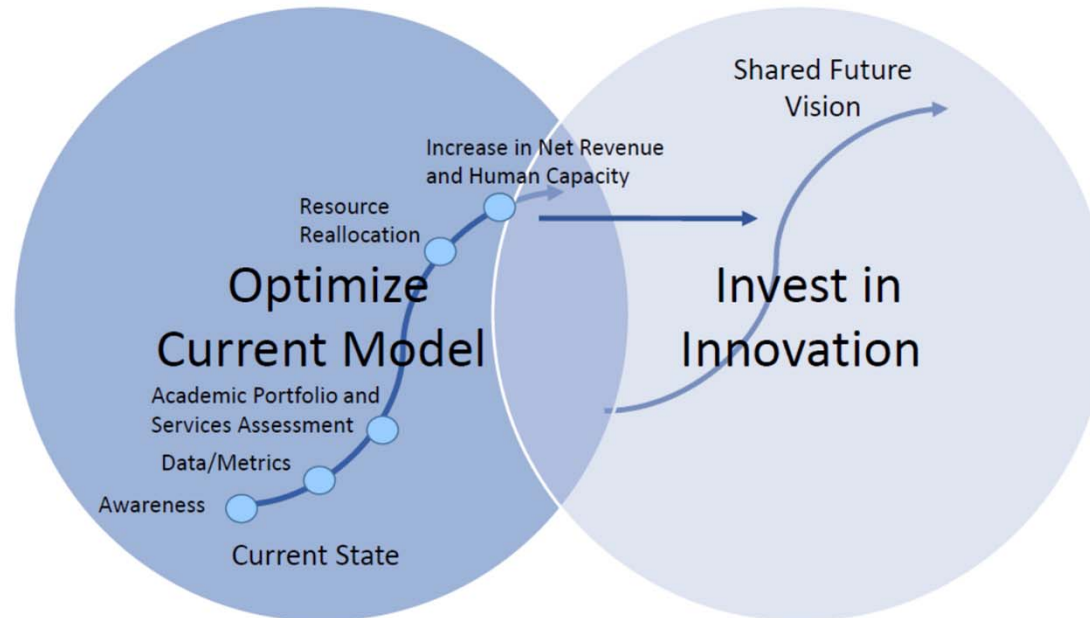 Shared Future
Vision
Increase in Net Revenue
and Human Capacity
Resource
Reallocation
Optimize
Current Model
Invest in
Innovation
Academic Portfolio and
Services Assessment
Data/Metrics
Awareness
Current State